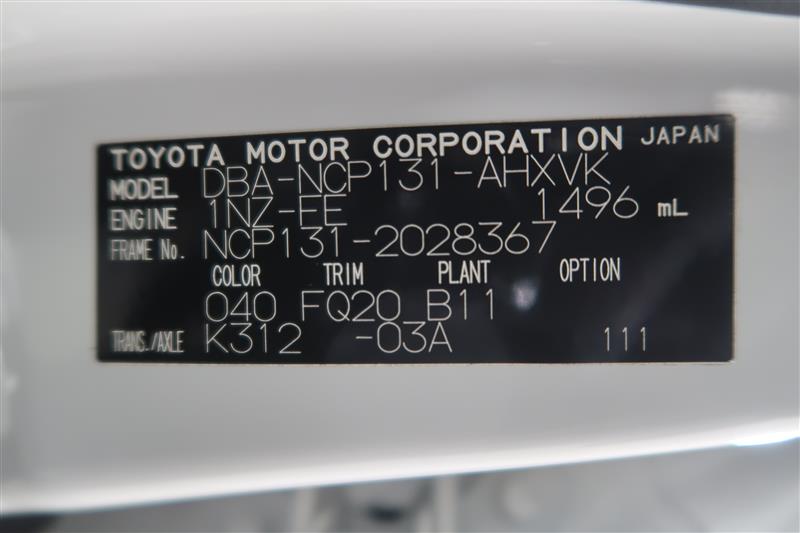 TOYOTA MOTOR CORPORATION JAPAN
MODEL DBA-NCP131-AHXVK
ENGINE 1NZ-FE 1496 mL
FRAME No. NCP131-2028367
COLOR TRIM PLANT OPTION
040 FQ20 B11
TRANS./AXLE K312 -03A 111